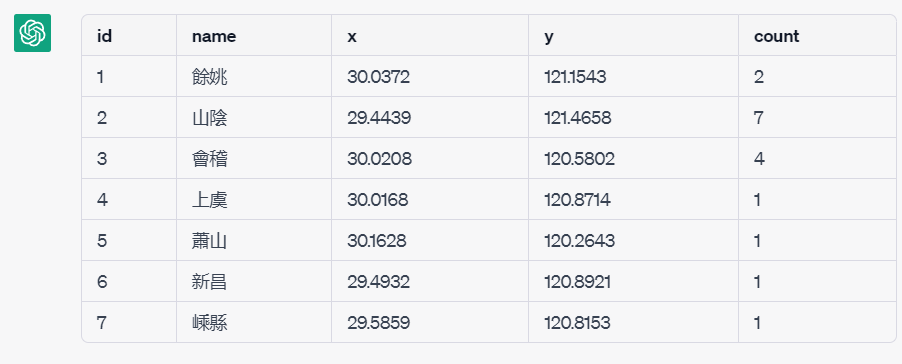 id name x y count
1 餘姚 30.0372 121.1543 2
2 山陰 29.4439 121.4658 7
3 會稽 30.0208 120.5802 4
4 上虞 30.0168 120.8714 1
5 蕭山 30.1628 120.2643 1
6 新昌 29.4932 120.8921 1
7 嵊縣 29.5859 120.8153 1